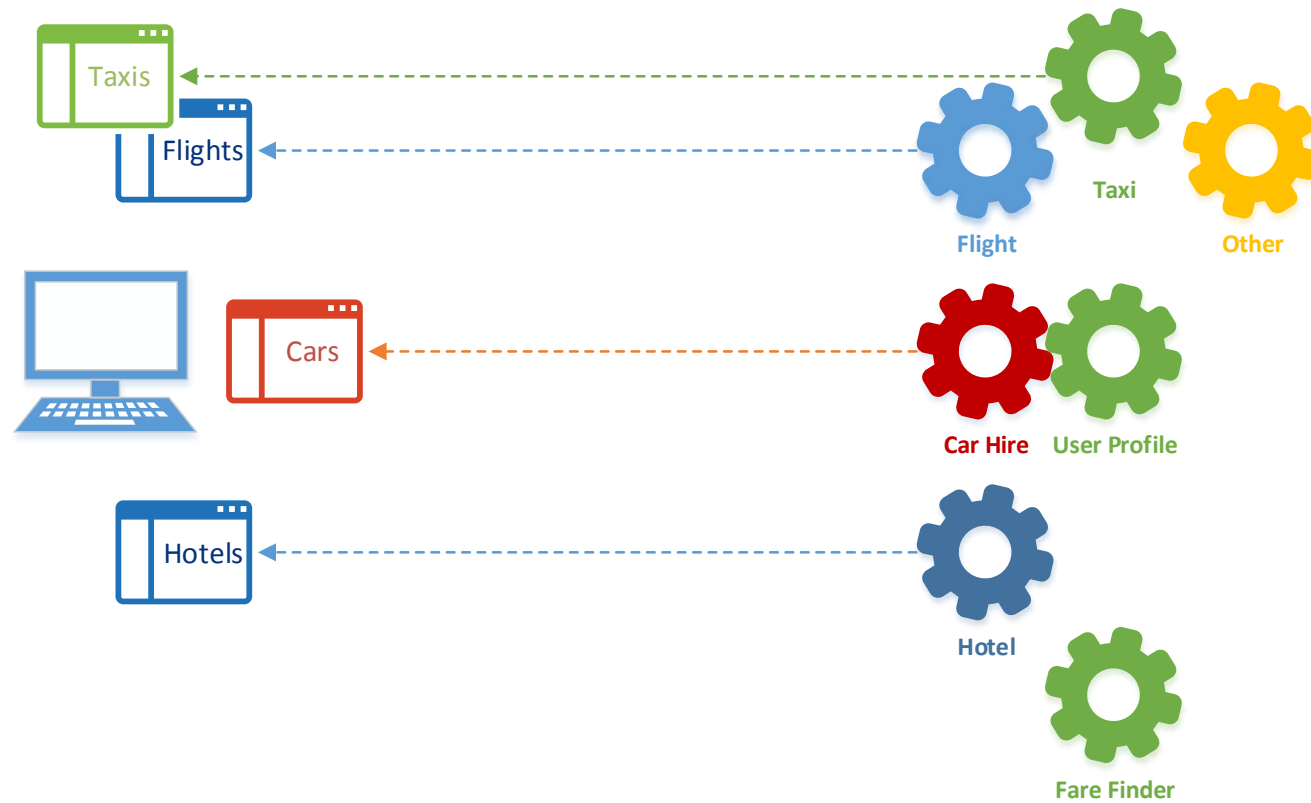 Taxis
Flights
Taxi
Flight
Other
Cars
Car Hire
User Profile
Hotels
Hotel
Fare Finder